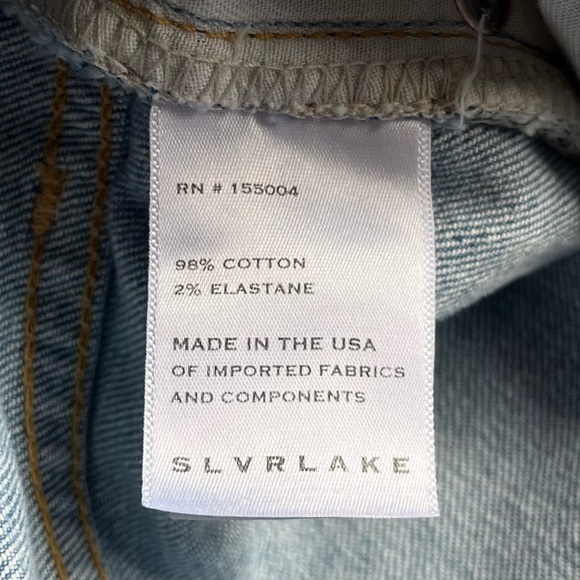 RN # 155004
98% COTTON
2% ELASTANE
MADE IN THE USA
OF IMPORTED FABRICS
AND COMPONENTS
SLVRLAKE